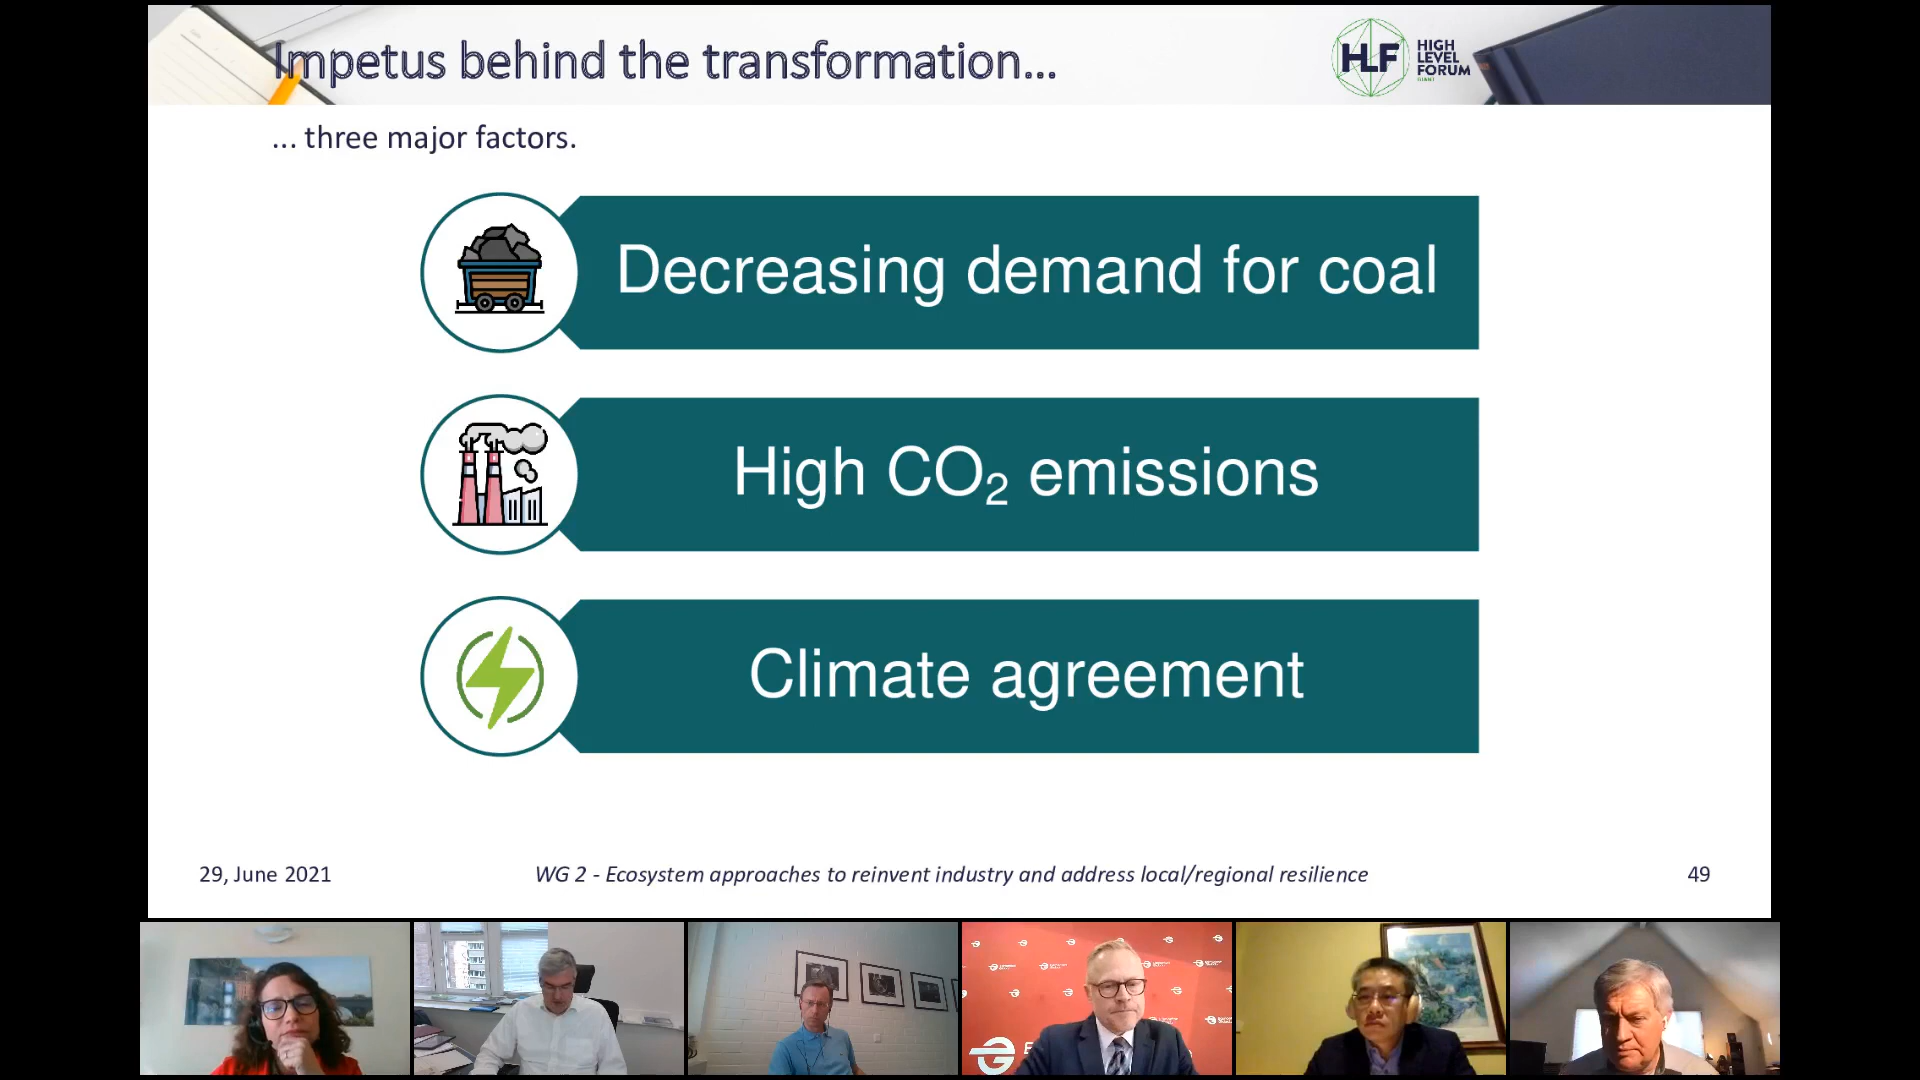 Impetus behind the transformation...
HLF
HIGH
LEVEL
FORUM
GIANT
... three major factors.
Decreasing demand for coal
High CO₂ emissions
Climate agreement
29, June 2021
WG 2 - Ecosystem approaches to reinvent industry and address local/regional resilience
49